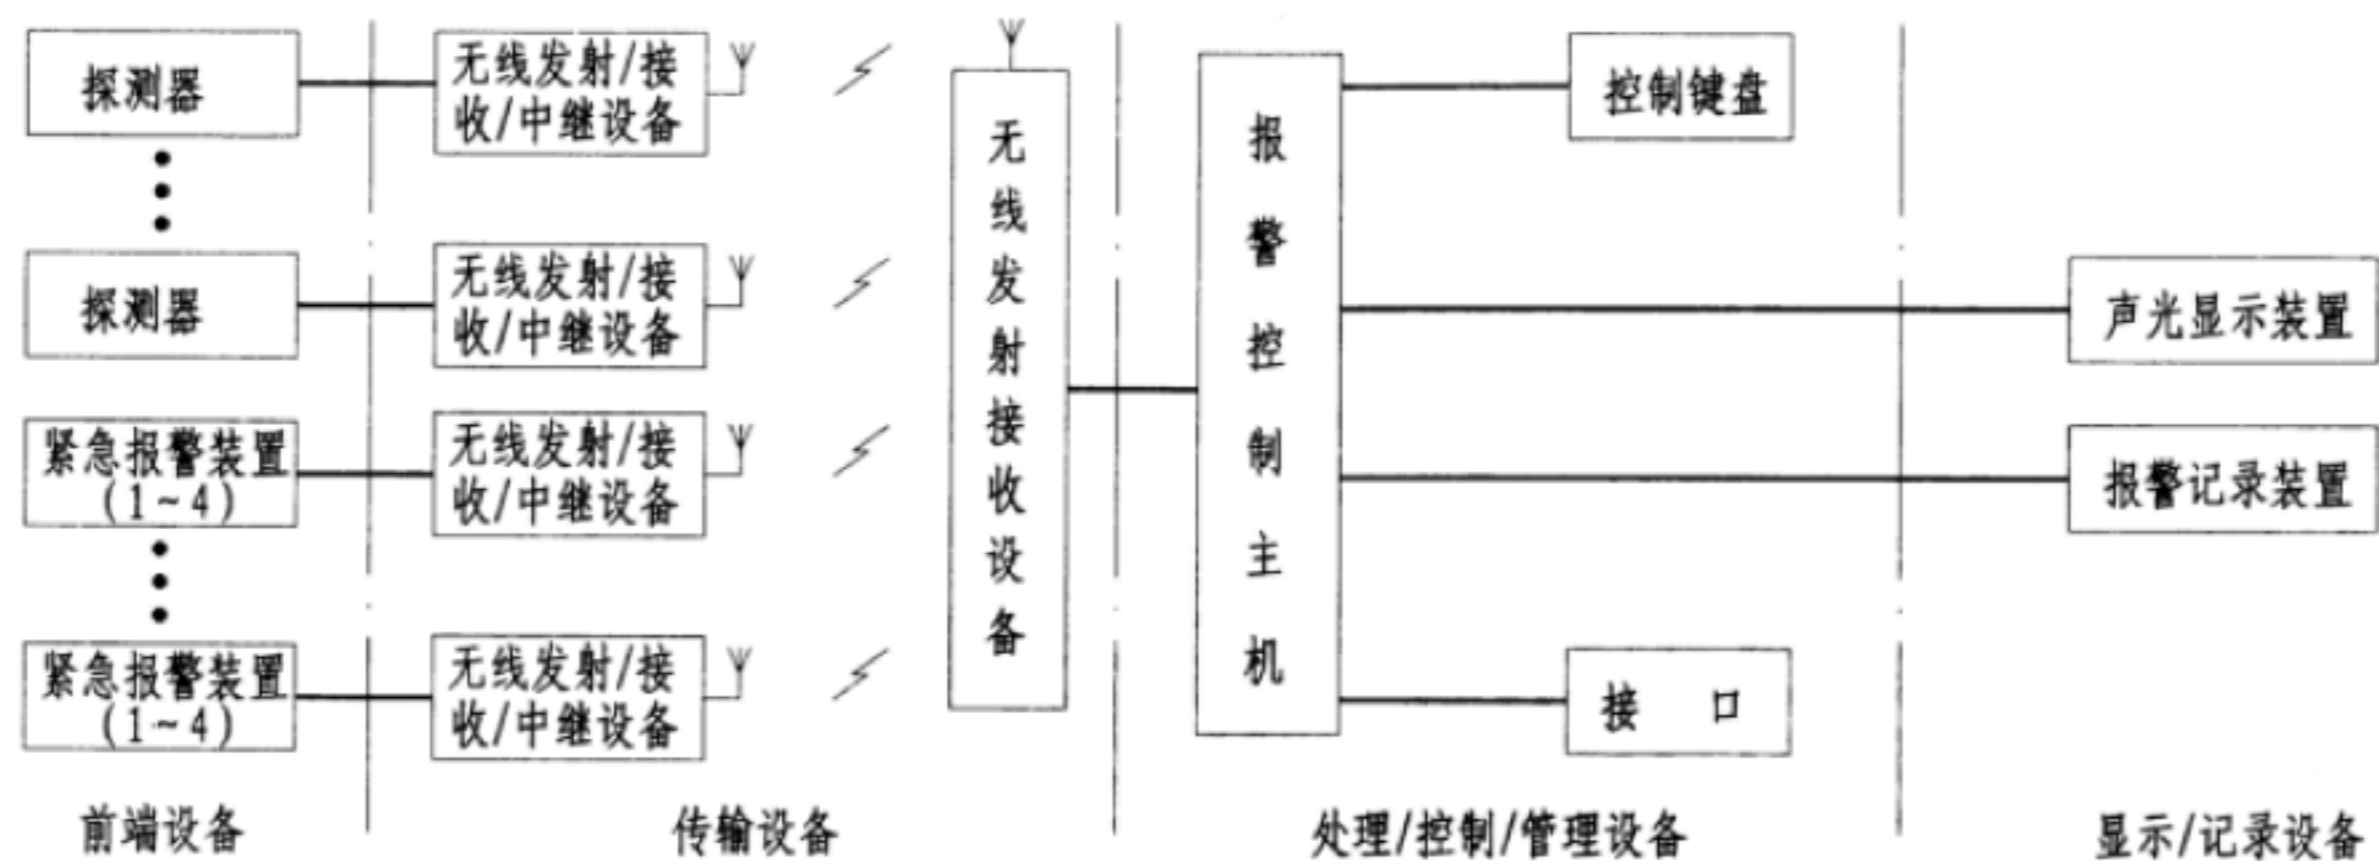 探测器
无线发射/接
收/中继设备
控制键盘
探测器
无线发射/接
收/中继设备
无线发射接收设备
报警控制主机
声光显示装置
紧急报警装置
(1~4)
无线发射/接
收/中继设备
报警记录装置
紧急报警装置
(1~4)
无线发射/接
收/中继设备
接 口
前端设备
传输设备
处理/控制/管理设备
显示/记录设备